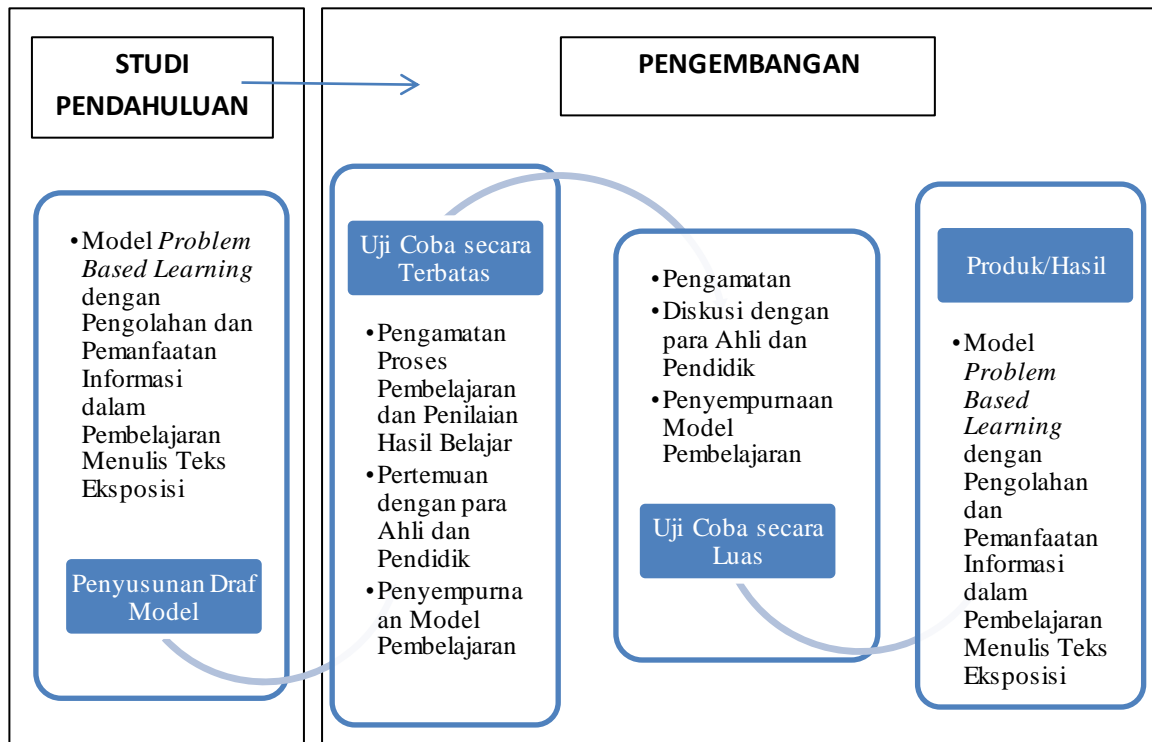 STUDI
PENDAHULUAN
PENGEMBANGAN
•Model Problem
Based Learning
dengan
Pengolahan dan
Pemanfaatan
Informasi
dalam
Pembelajaran
Menulis Teks
Eksposisi
Penyusunan Draf
Model
Uji Coba secara
Terbatas
•Pengamatan
Proses
Pembelajaran
dan Penilaian
Hasil Belajar
•Pertemuan
dengan para
Ahli dan
Pendidik
•Penyempurna
an Model
Pembelajaran
•Pengamatan
•Diskusi dengan
para Ahli dan
Pendidik
•Penyempurnaan
Model
Pembelajaran
Uji Coba secara
Luas
Produk/Hasil
•Model
Problem
Based
Learning
dengan
Pengolahan
dan
Pemanfaatan
Informasi
dalam
Pembelajaran
Menulis Teks
Eksposisi